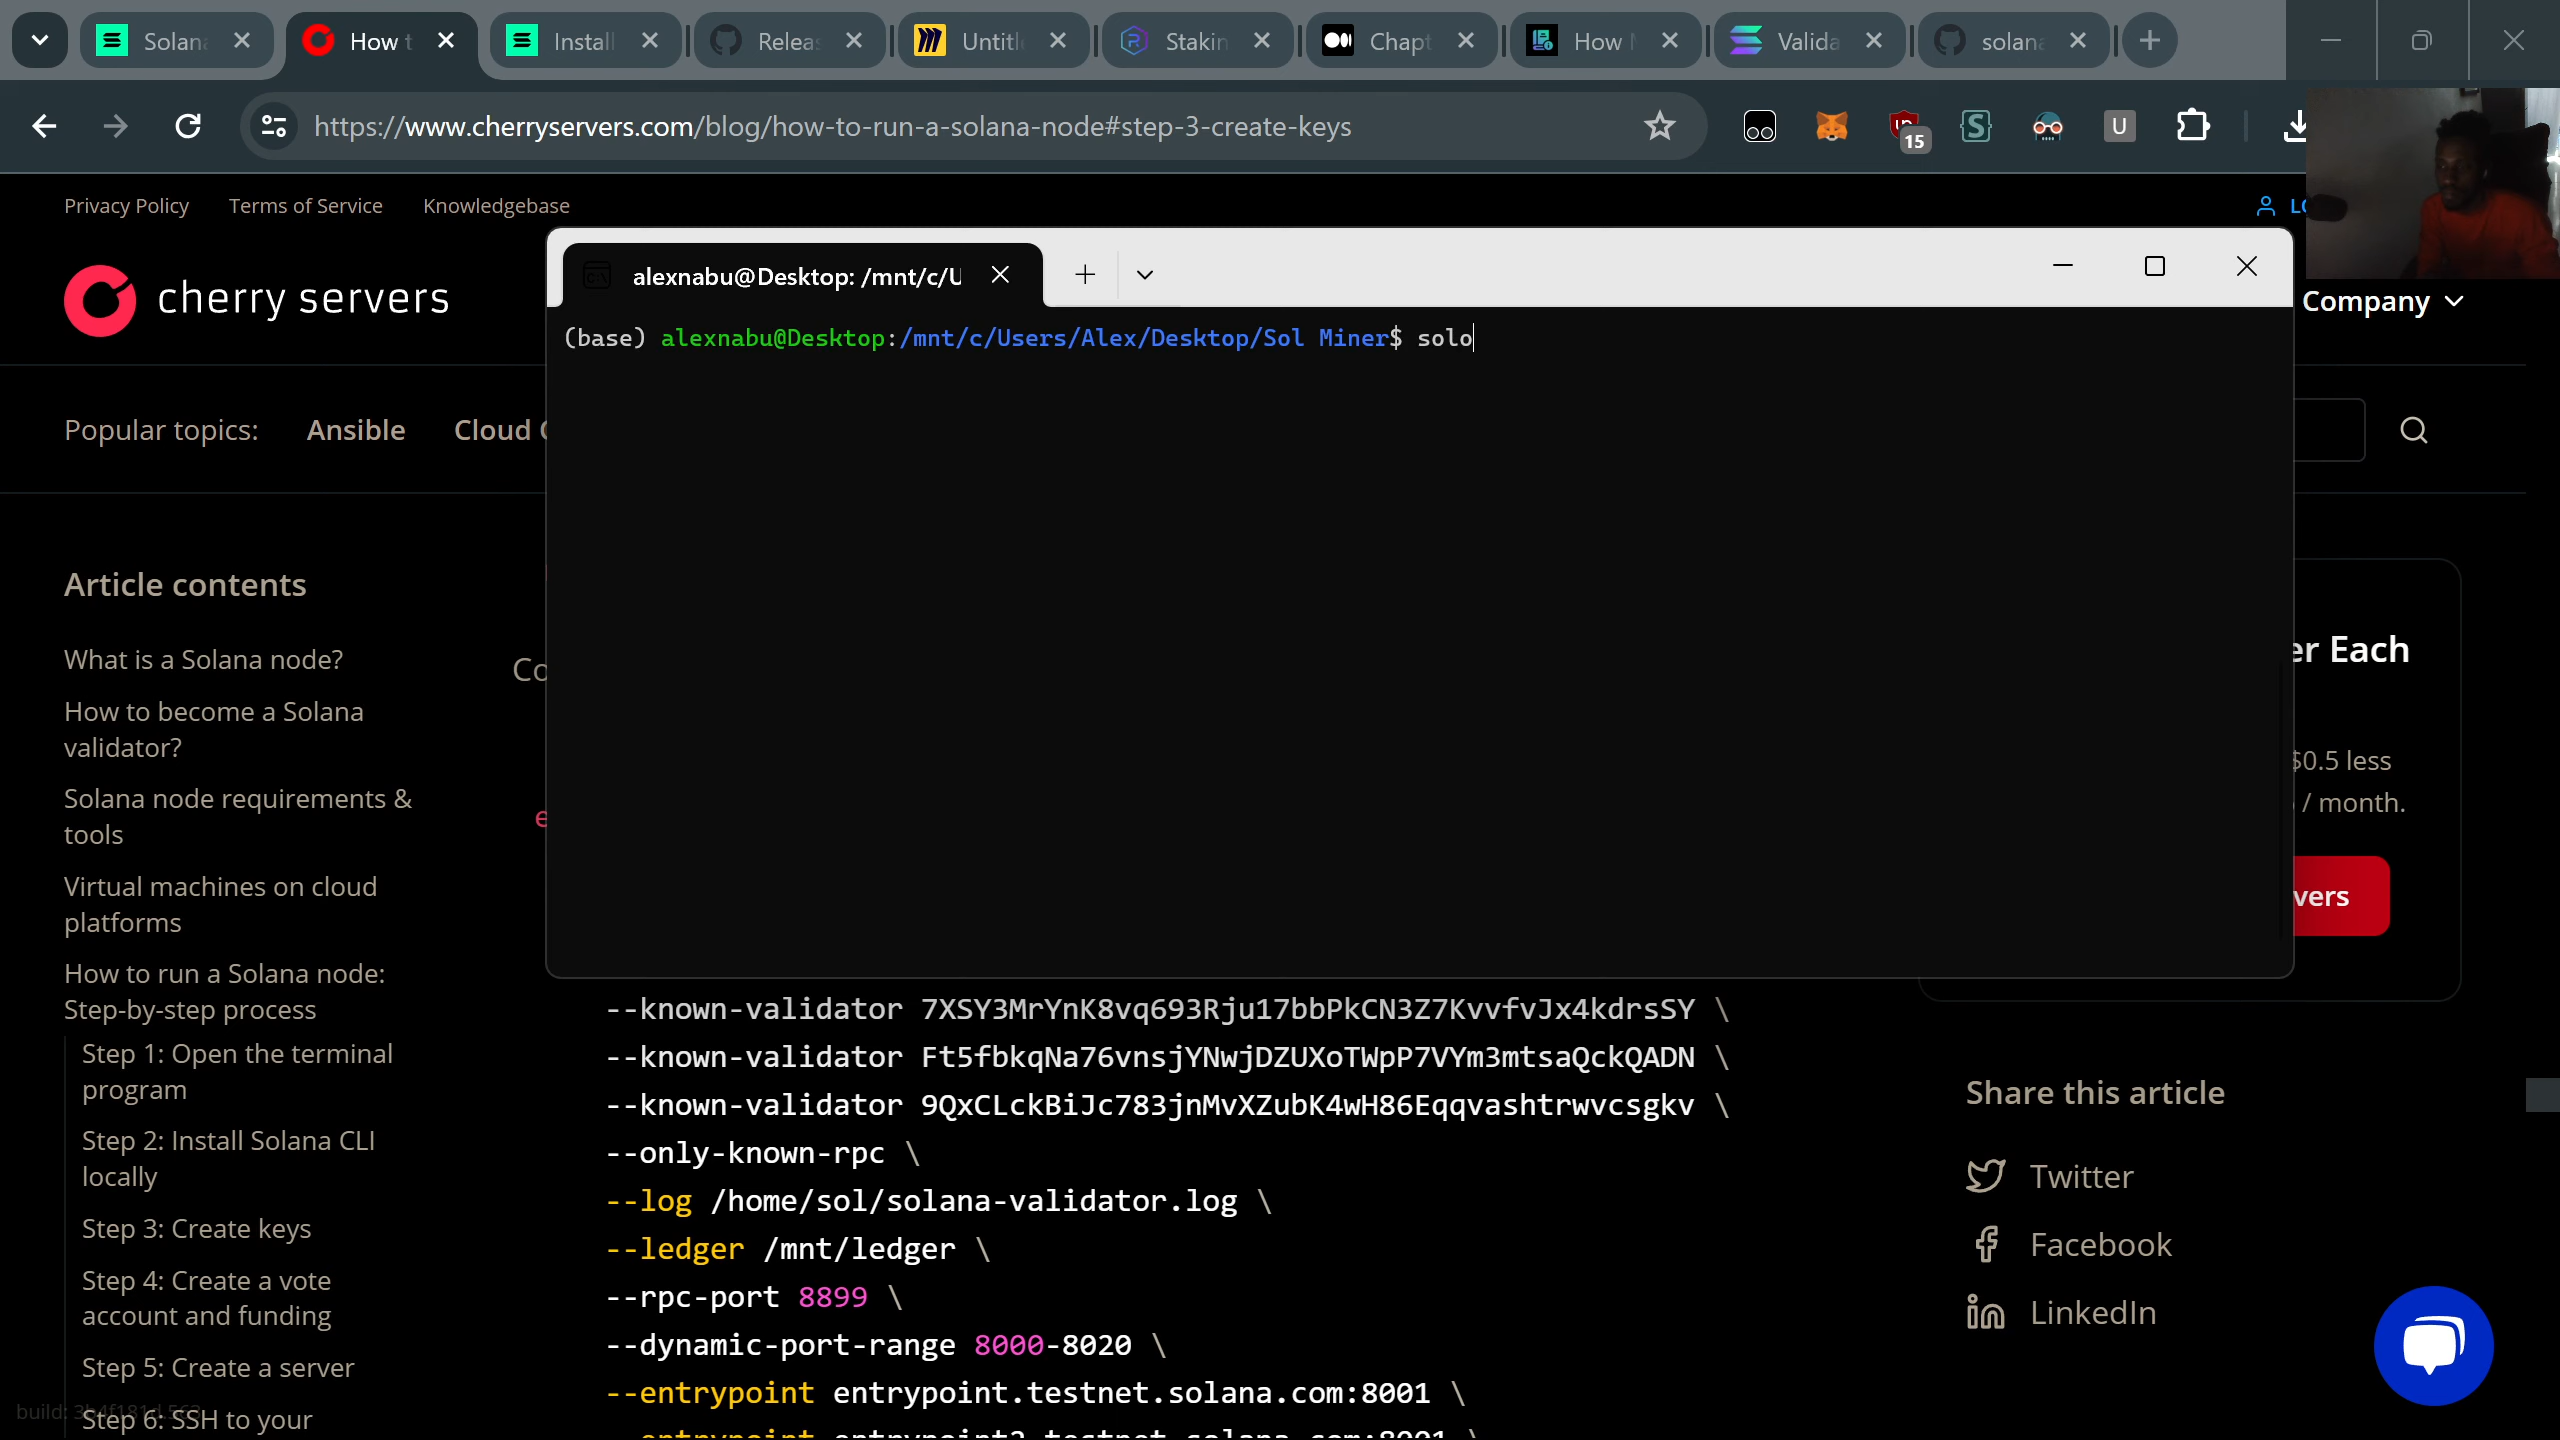 Solan
How t
Install
Releas
Untitl
Stakin
Chapt
How
Valida
solana
https://www.cherryservers.com/blog/how-to-run-a-solana-node#step-3-create-keys
15
U
Privacy Policy
Terms of Service
Knowledgebase
LO
cherry servers
Company
alexnabu@Desktop: /mnt/c/U
(base) alexnabu@Desktop:/mnt/c/Users/Alex/Desktop/Sol Miner$ solo
Popular topics:
Ansible
Cloud C
Article contents
What is a Solana node?
How to become a Solana
validator?
Solana node requirements &
tools
Virtual machines on cloud
platforms
How to run a Solana node:
Step-by-step process
Step 1: Open the terminal
program
Step 2: Install Solana CLI
locally
Step 3: Create keys
Step 4: Create a vote
account and funding
Step 5: Create a server
Step 6: SSH to your
Co
e
er Each
$0.5 less
/ month.
vers
--known-validator 7XSY3MrYnK8vq693Rju17bbPkCN3Z7KvvfvJx4kdrsSY \
--known-validator Ft5fbkqNa76vnsjYNwjDZUXoTWpP7VYm3mtsaQckQADN \
--known-validator 9QxCLckBiJc783jnMvXZubK4wH86Eqqvashtrwvcsgkv \
--only-known-rpc \
--log /home/sol/solana-validator.log \
--ledger /mnt/ledger \
--rpc-port 8899 \
--dynamic-port-range 8000-8020 \
--entrypoint entrypoint.testnet.solana.com:8001 \
--entrypoint entrypoint2.testnet.solana.com:8001 \
Share this article
Twitter
Facebook
LinkedIn